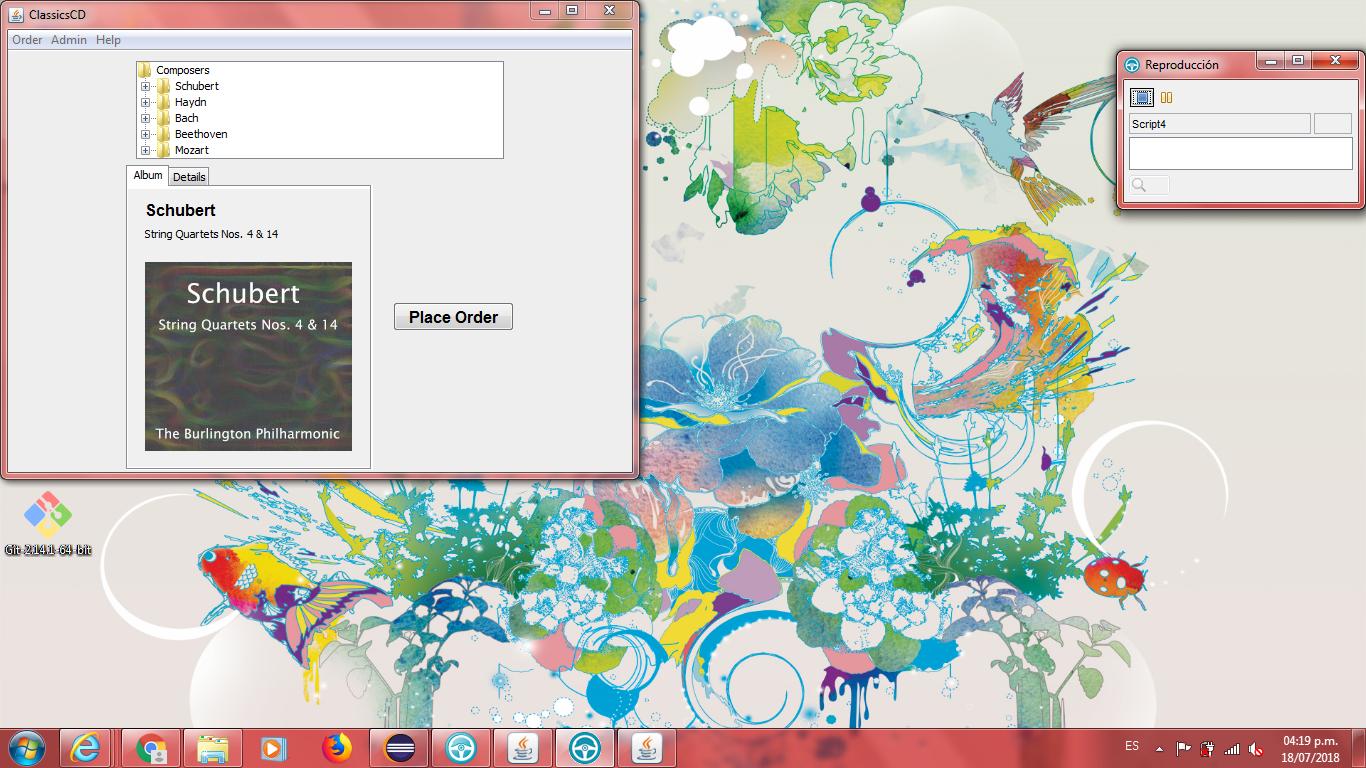 ClassicsCD
Order Admin Help
Composers
Schubert
Haydn
Bach
Beethoven
Mozart
Album Details
Schubert
String Quartets Nos. 4 & 14
Schubert
String Quartets Nos. 4 & 14
The Burlington Philharmonic
Place Order
Reproducción
Script4
Git-2.14.1-64-bit
ES
04:19 p.m.
18/07/2018